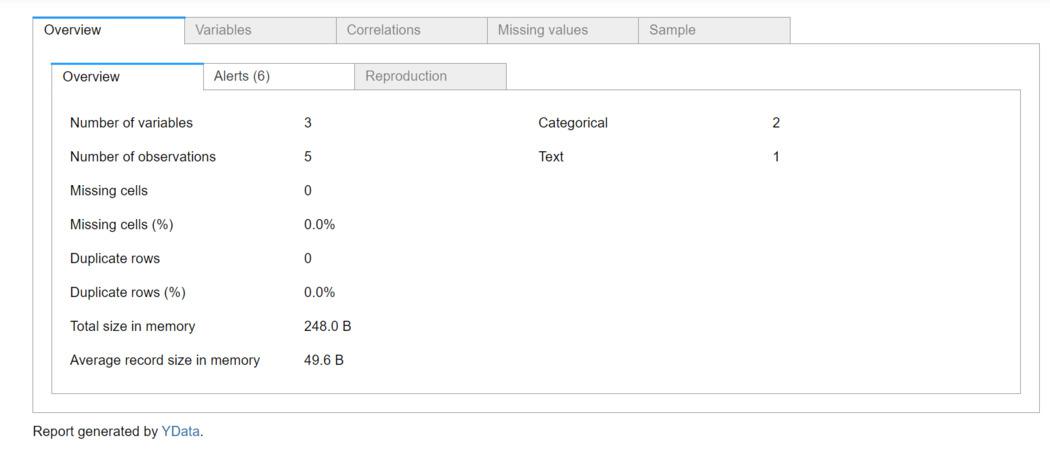 Overview Variables Correlations Missing values Sample
Overview Alerts (6) Reproduction
Number of variables 3 Categorical 2
Number of observations 5 Text 1
Missing cells 0
Missing cells (%) 0.0%
Duplicate rows 0
Duplicate rows (%) 0.0%
Total size in memory 248.0 B
Average record size in memory 49.6 B
Report generated by YData.